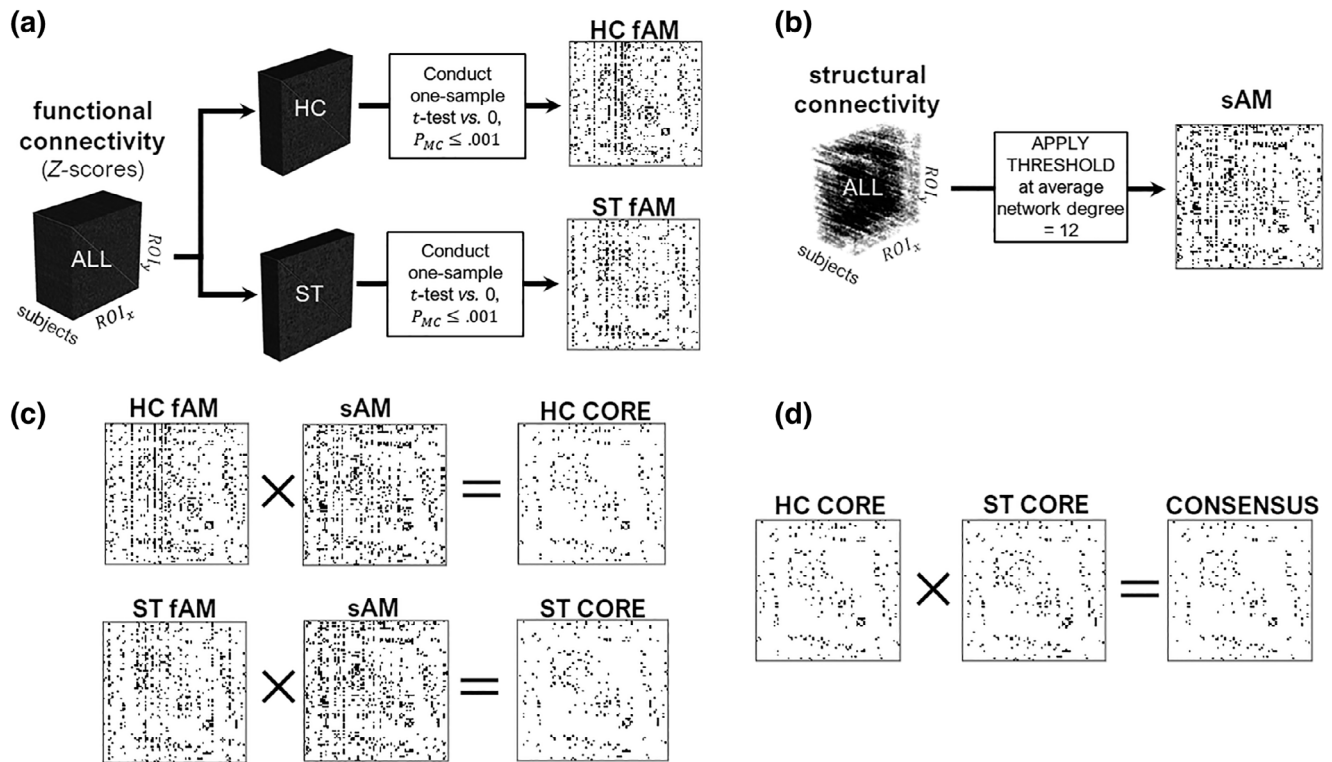 (a)
functional
connectivity
(Z-scores)
ALL
subjects
ROIx
ROIy
HC
Conduct
one-sample
t-test vs. 0,
PMC ≤ .001
HC fAM
ST
Conduct
one-sample
t-test vs. 0,
PMC ≤ .001
ST fAM
(b)
structural
connectivity
ALL
subjects
ROIx
ROIy
APPLY
THRESHOLD
at average
network degree
= 12
sAM
(c)
HC fAM × sAM = HC CORE
ST fAM × sAM = ST CORE
(d)
HC CORE × ST CORE = CONSENSUS